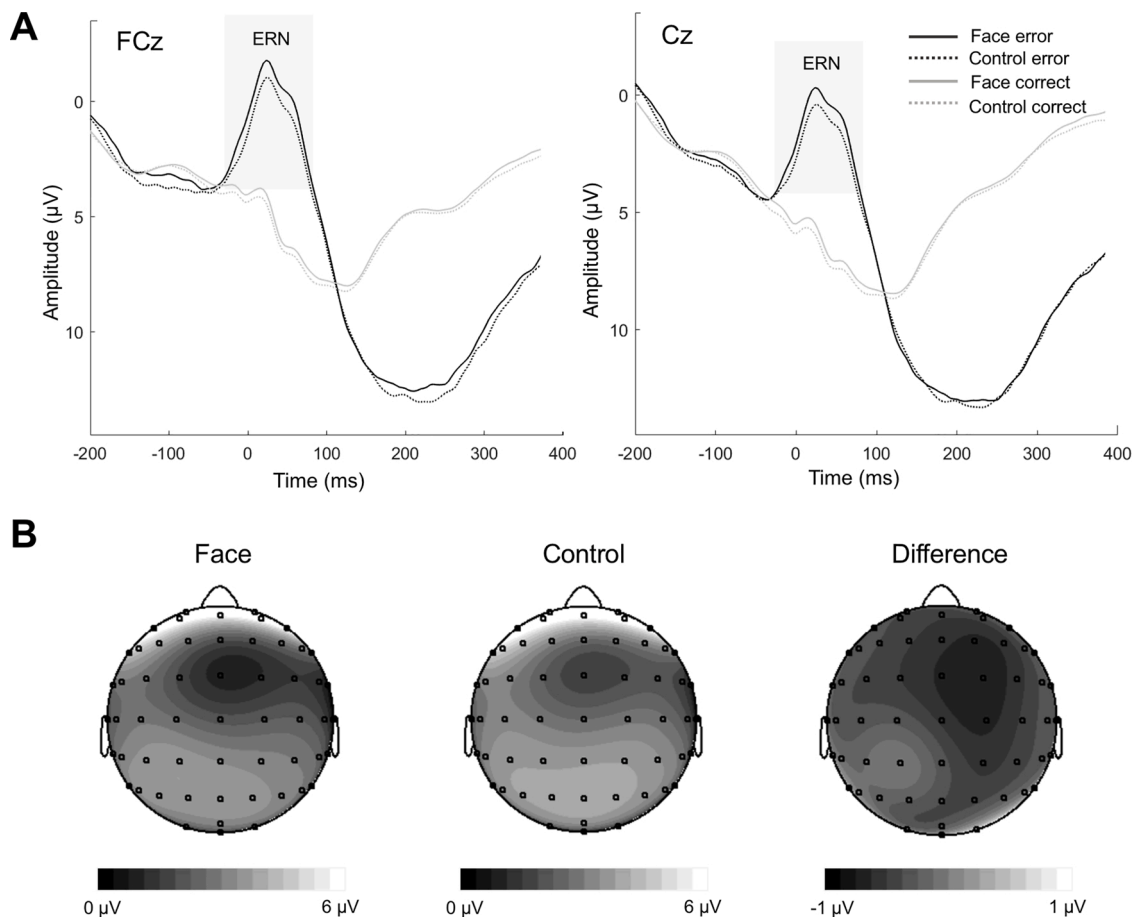 A
FCz
ERN
0
5
10
Amplitude (µV)
-200
-100
0
100
200
300
400
Time (ms)
Cz
ERN
Face error
Control error
Face correct
Control correct
0
5
10
Amplitude (µV)
-200
-100
0
100
200
300
400
Time (ms)
B
Face
Control
Difference
0 µV
6 µV
0 µV
6 µV
-1 µV
1 µV